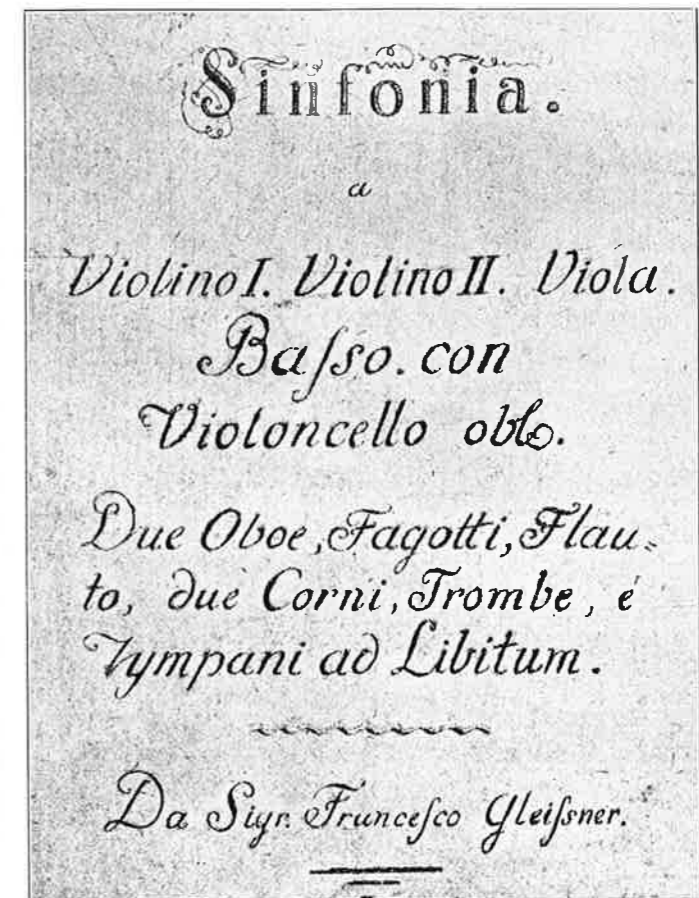 Sinfonia.
a
Violino I. Violino II. Viola.
Baſso. con
Violoncello obl.
Due Oboe, Fagotti, Flau=
to, due Corni, Trombe, é
Tympani ad Libitum.
Da Sigr. Franceſco Gleiſsner.